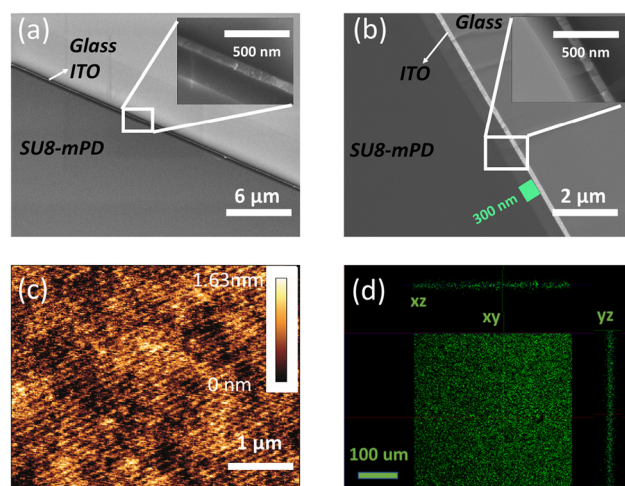 (a)
Glass
ITO
500 nm
SU8-mPD
6 μm
(b)
Glass
ITO
500 nm
SU8-mPD
300 nm
2 μm
(c)
1.63nm
0 nm
1 μm
(d)
xz
xy
yz
100 um